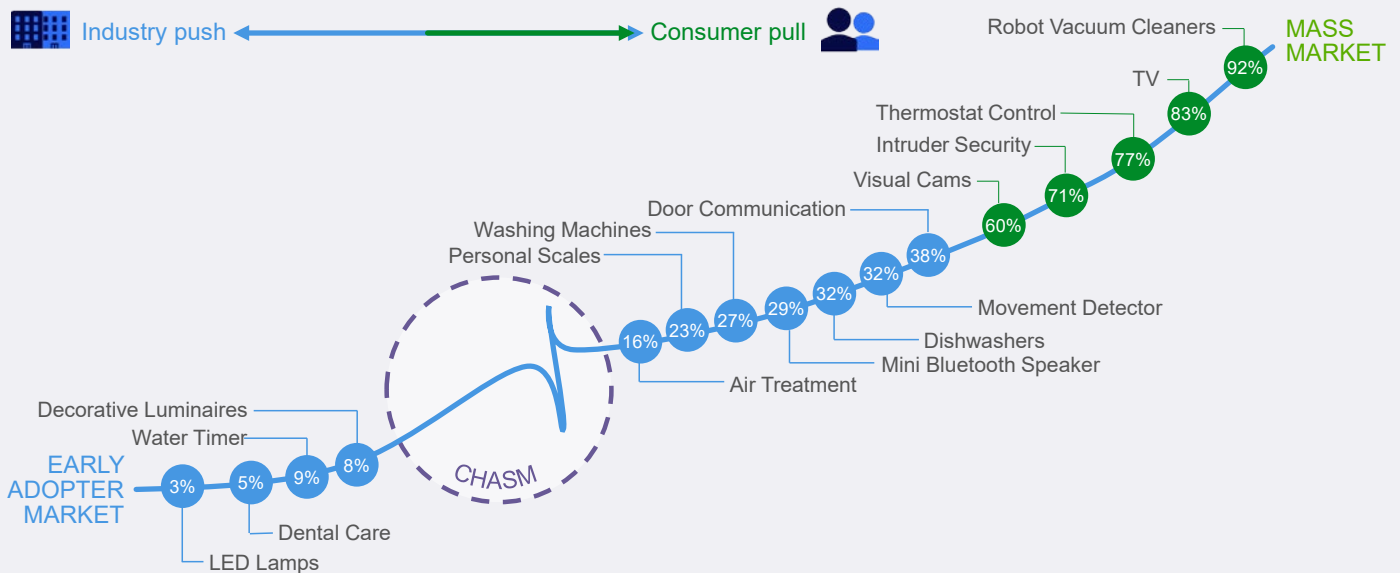 Industry push
Consumer pull
Robot Vacuum Cleaners
MASS
MARKET
92%
TV
83%
Thermostat Control
77%
Intruder Security
71%
Visual Cams
60%
Door Communication
38%
Washing Machines
Personal Scales
32%
32%
29%
27%
23%
16%
Movement Detector
Dishwashers
Mini Bluetooth Speaker
Air Treatment
Decorative Luminaires
Water Timer
CHASM
EARLY
ADOPTER
MARKET
3%
5%
9%
8%
Dental Care
LED Lamps